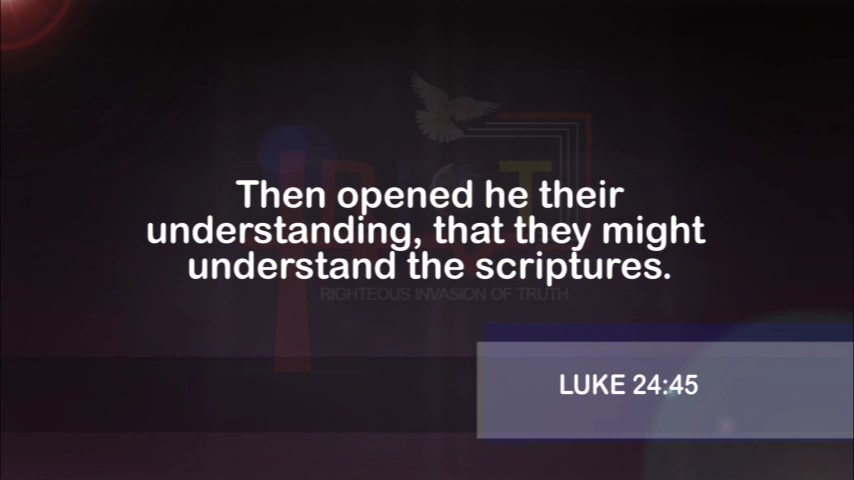 Then opened he their
understanding, that they might
understand the scriptures.
RIGHTEOUS INVASION OF TRUTH
LUKE 24:45